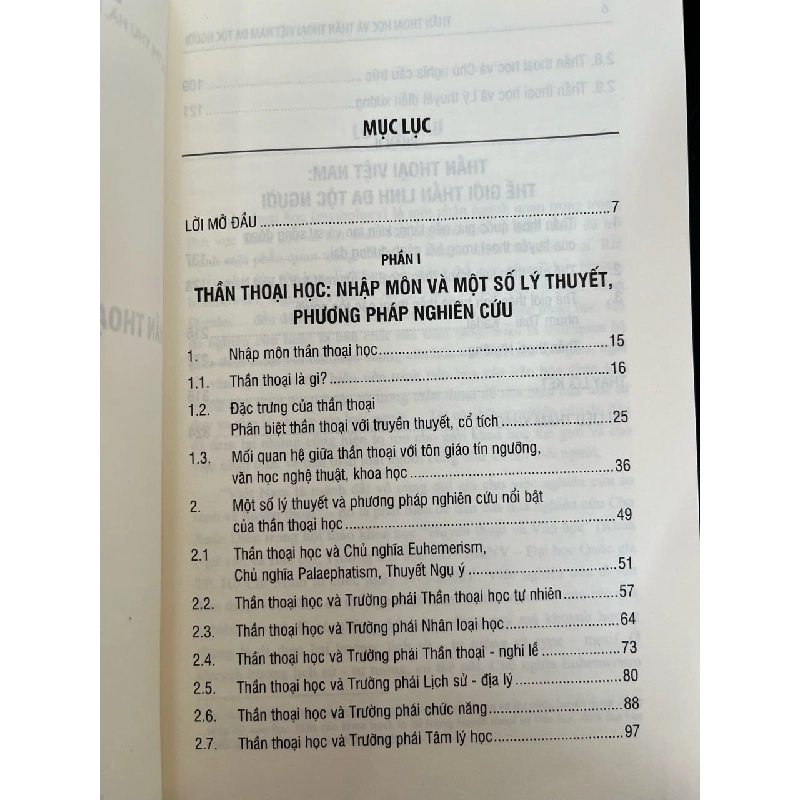 MỤC LỤC
LỜI MỞ ĐẦU ........ 7
PHẦN I
THẦN THOẠI HỌC: NHẬP MÔN VÀ MỘT SỐ LÝ THUYẾT,
PHƯƠNG PHÁP NGHIÊN CỨU
1. Nhập môn thần thoại học ........ 15
1.1. Thần thoại là gì? ........ 16
1.2. Đặc trưng của thần thoại
Phân biệt thần thoại với truyền thuyết, cổ tích ........ 25
1.3. Mối quan hệ giữa thần thoại với tôn giáo tín ngưỡng,
văn học nghệ thuật, khoa học ........ 36
2. Một số lý thuyết và phương pháp nghiên cứu nổi bật
của thần thoại học ........ 49
2.1 Thần thoại học và Chủ nghĩa Euhemerism,
Chủ nghĩa Palaephatism, Thuyết Ngụ ý ........ 51
2.2. Thần thoại học và Trường phái Thần thoại học tự nhiên ........ 57
2.3. Thần thoại học và Trường phái Nhân loại học ........ 64
2.4. Thần thoại học và Trường phái Thần thoại - nghi lễ ........ 73
2.5. Thần thoại học và Trường phái Lịch sử - địa lý ........ 80
2.6. Thần thoại học và Trường phái chức năng ........ 88
2.7. Thần thoại học và Trường phái Tâm lý học ........ 97